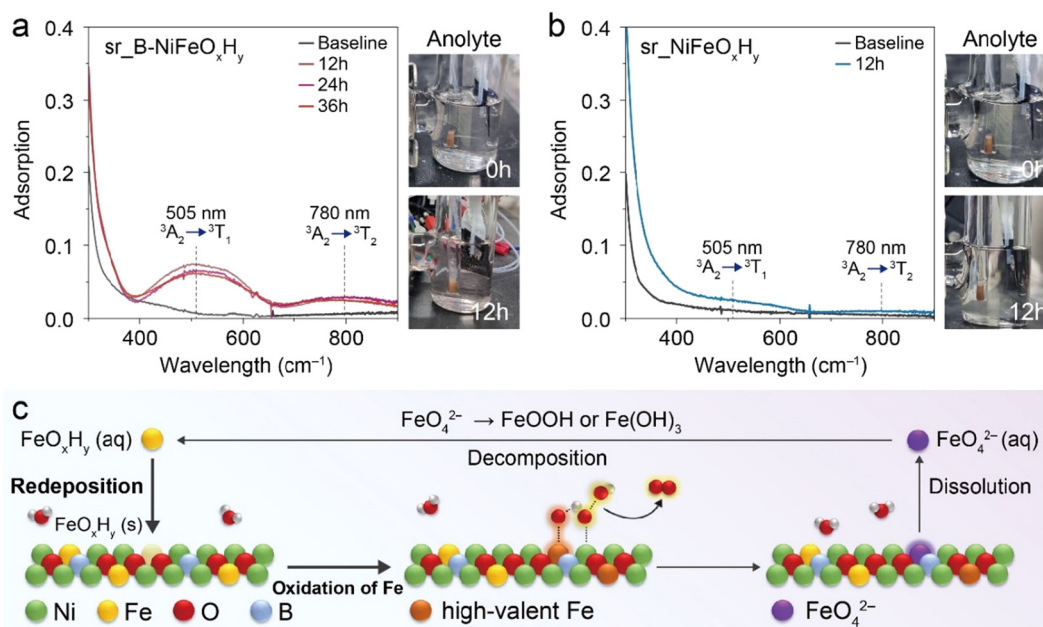 a
sr_B-NiFeOₓHᵧ
Baseline
12h
24h
36h
Anolyte
0h
12h
505 nm
³A₂ → ³T₁
780 nm
³A₂ → ³T₂
Adsorption
0.4
0.3
0.2
0.1
0.0
400
600
800
Wavelength (cm⁻¹)
b
sr_NiFeOₓHᵧ
Baseline
12h
Anolyte
0h
12h
505 nm
³A₂ → ³T₁
780 nm
³A₂ → ³T₂
Adsorption
0.4
0.3
0.2
0.1
0.0
400
600
800
Wavelength (cm⁻¹)
c
FeO₄²⁻ → FeOOH or Fe(OH)₃
FeOₓHᵧ (aq)
FeO₄²⁻ (aq)
Decomposition
Redeposition
Dissolution
FeOₓHᵧ (s)
Oxidation of Fe
Ni
Fe
O
B
high-valent Fe
FeO₄²⁻